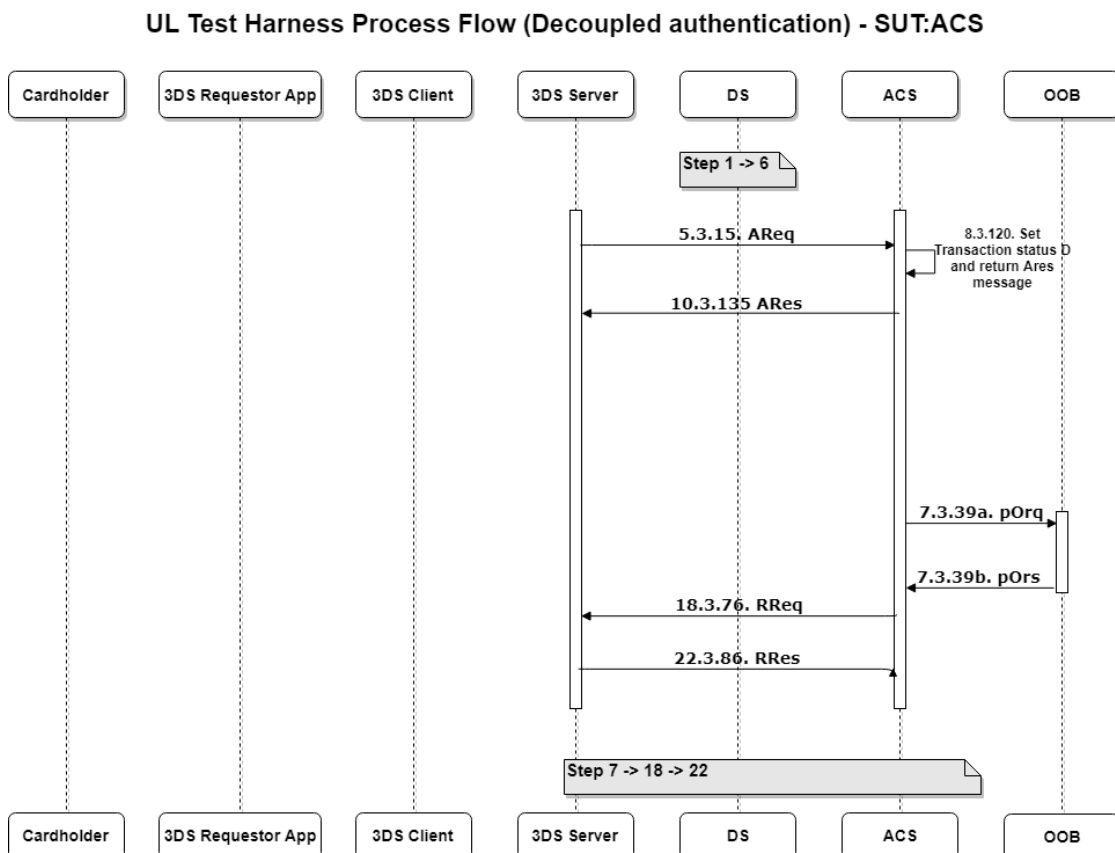 UL Test Harness Process Flow (Decoupled authentication) - SUT:ACS
Cardholder
3DS Requestor App
3DS Client
3DS Server
DS
ACS
OOB
Step 1 -> 6
5.3.15. AReq
8.3.120. Set
Transaction status D
and return Ares
message
10.3.135 ARes
7.3.39a. pOrq
7.3.39b. pOrs
18.3.76. RReq
22.3.86. RRes
Step 7 -> 18 -> 22
Cardholder
3DS Requestor App
3DS Client
3DS Server
DS
ACS
OOB